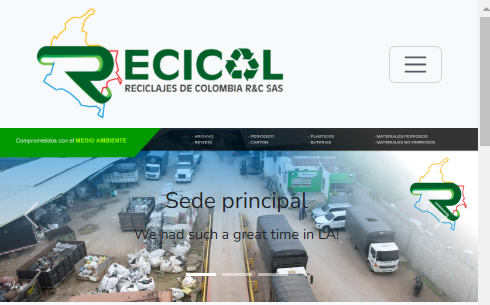 RECICOL
RECICLAJES DE COLOMBIA R&C SAS
Comprometidos con el MEDIO AMBIENTE
- ARCHIVO
- REVISTA
- PERIODICO
- CARTON
- PLASTICOS
- BATERIAS
- MATERIALES FERROSOS
- MATERIALES NO FERROSOS
Sede principal
We had such a great time in LA!